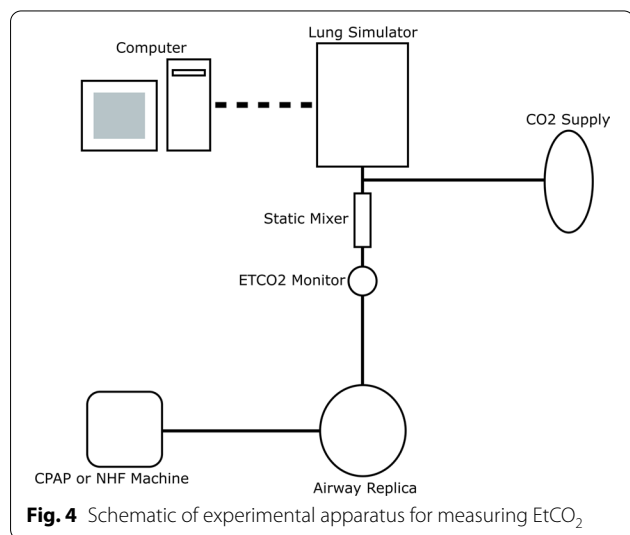 Lung Simulator
Computer
CO2 Supply
Static Mixer
ETCO2 Monitor
CPAP or NHF Machine
Airway Replica
Fig. 4 Schematic of experimental apparatus for measuring EtCO₂